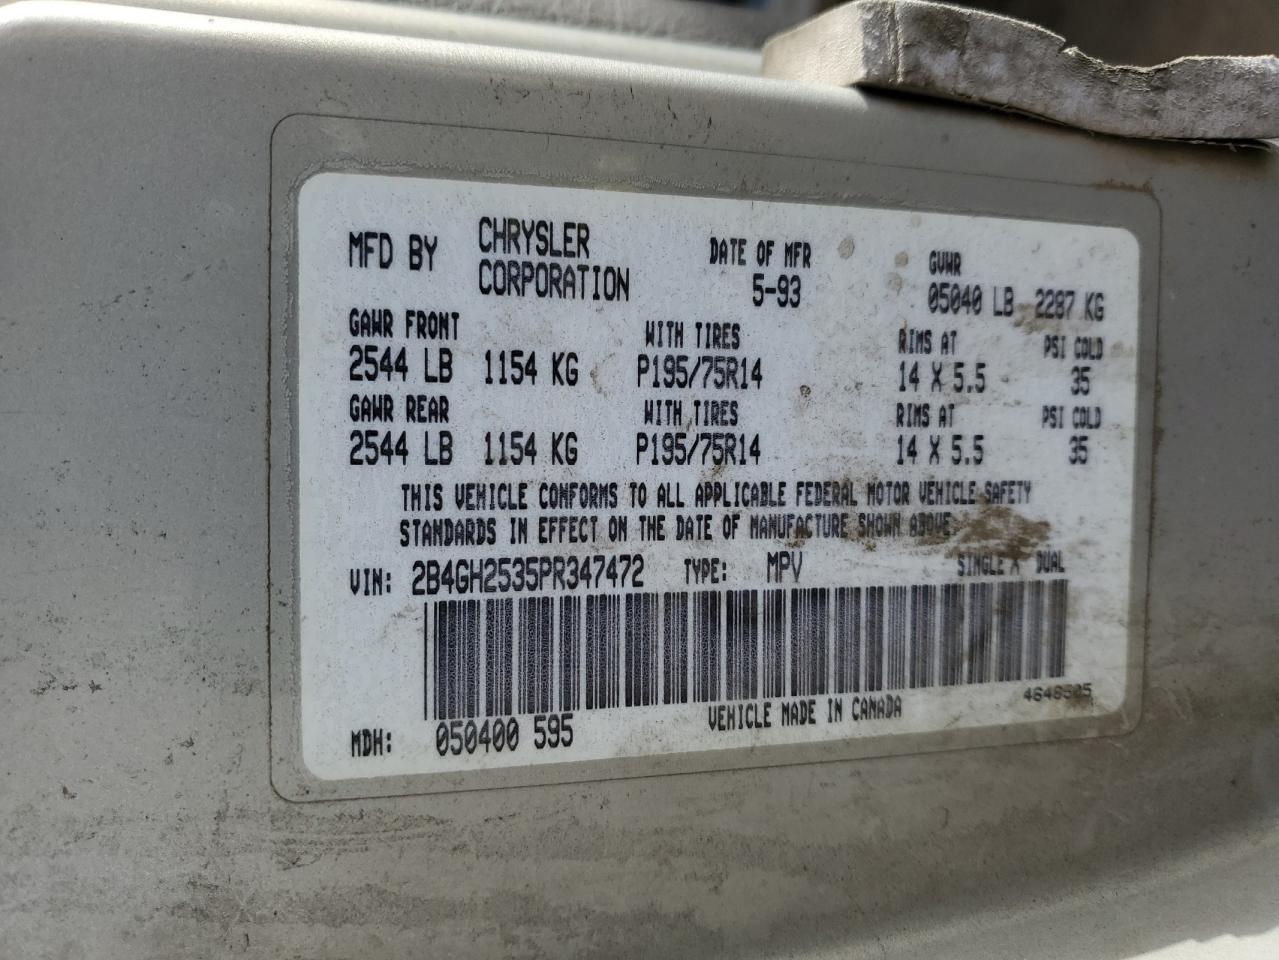 MFD BY CHRYSLER CORPORATION DATE OF MFR 5-93 GVWR 05040 LB 2287 KG
GAWR FRONT WITH TIRES RIMS AT PSI COLD
2544 LB 1154 KG P195/75R14 14 X 5.5 35
GAWR REAR WITH TIRES RIMS AT PSI COLD
2544 LB 1154 KG P195/75R14 14 X 5.5 35
THIS VEHICLE CONFORMS TO ALL APPLICABLE FEDERAL MOTOR VEHICLE SAFETY
STANDARDS IN EFFECT ON THE DATE OF MANUFACTURE SHOWN ABOVE.
VIN: 2B4GH2535PR347472 TYPE: MPV SINGLE X DUAL
MDH: 050400 595 VEHICLE MADE IN CANADA 4648505